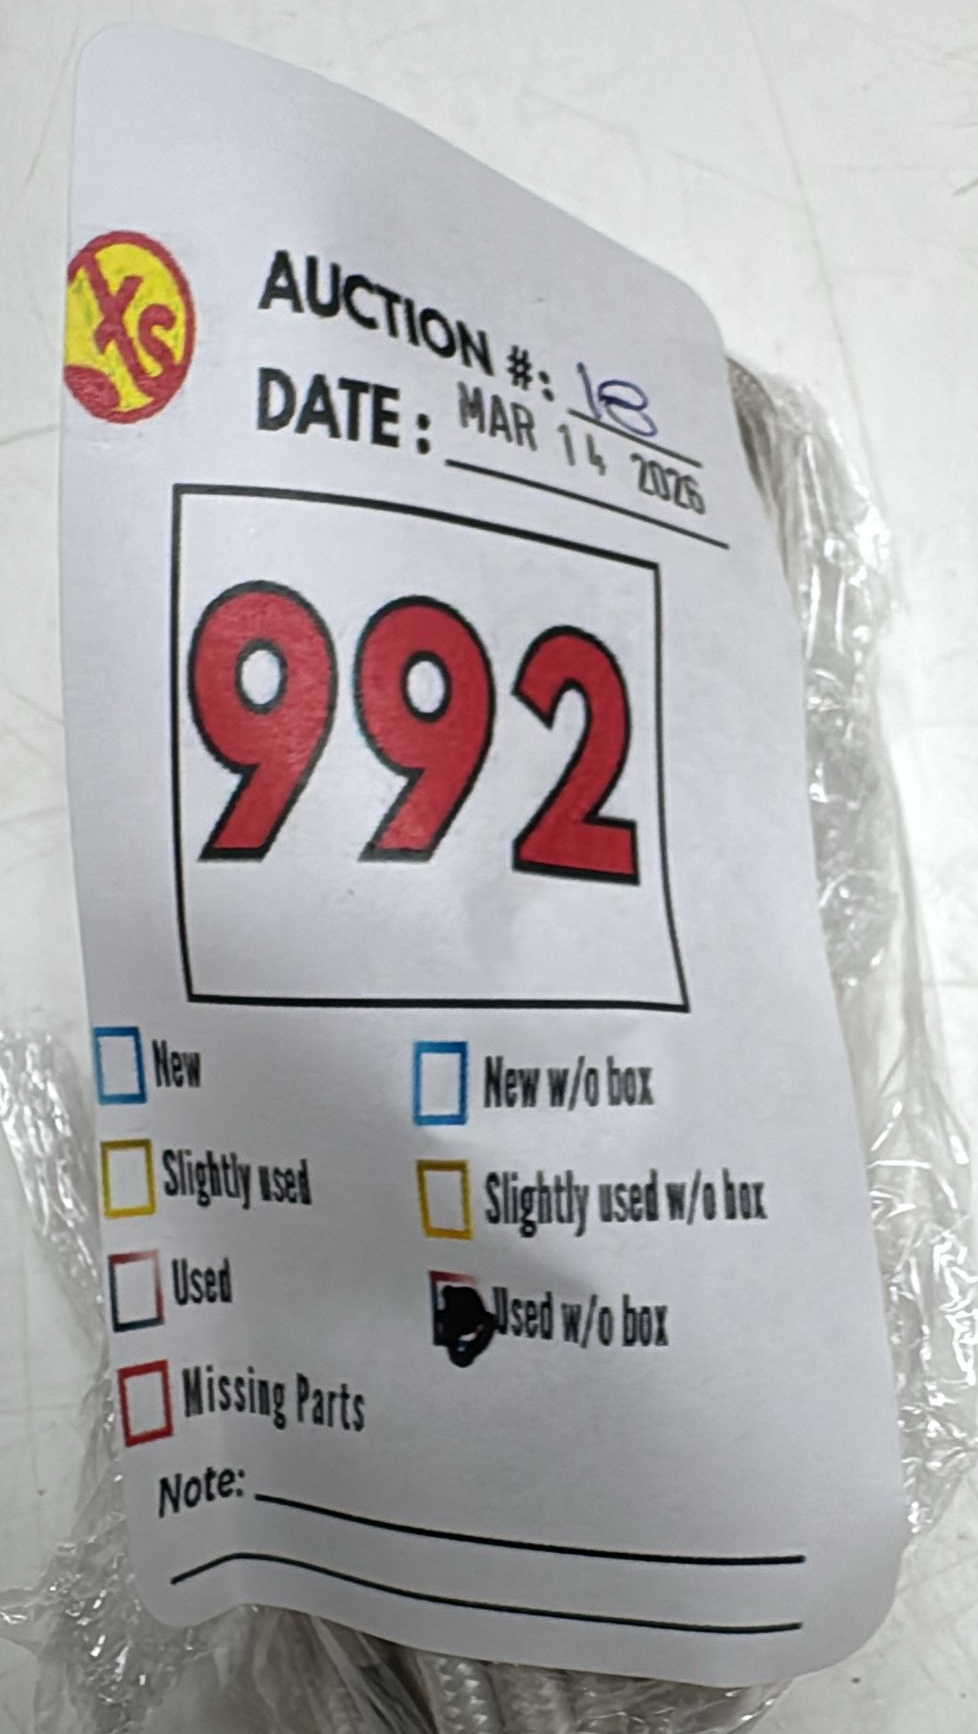 XS
AUCTION #: 18
DATE: MAR 14 2026
992
New
New w/o box
Slightly used
Slightly used w/o box
Used
Used w/o box
Missing Parts
Note: